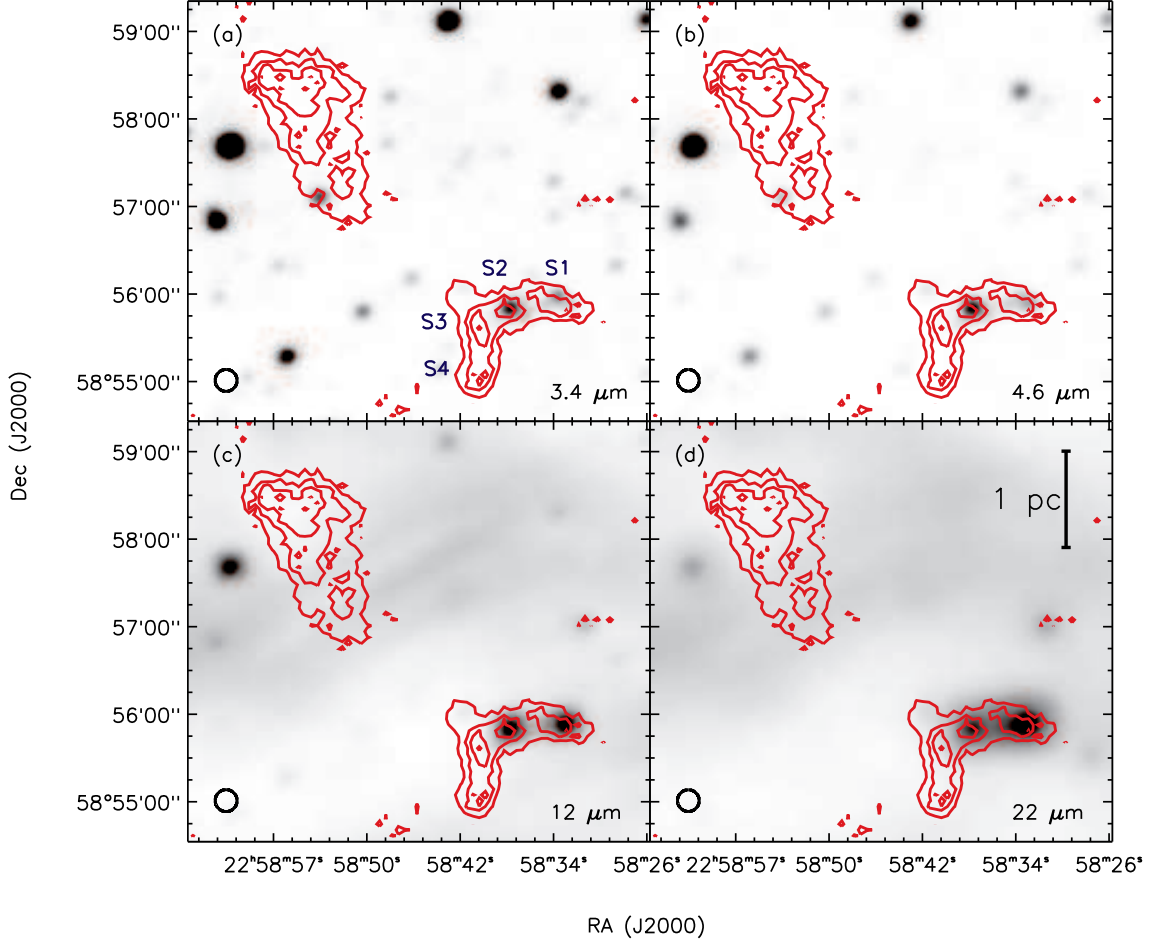 59'00'' (a) (b)
58'00''
57'00''
S2 S1
56'00''
S3
S4
58°55'00'' 3.4 μm 4.6 μm
Dec (J2000)
59'00'' (c) (d)
1 pc
58'00''
57'00''
56'00''
58°55'00'' 12 μm 22 μm
22ʰ58ᵐ57ˢ 58ᵐ50ˢ 58ᵐ42ˢ 58ᵐ34ˢ 58ᵐ26ˢ 22ʰ58ᵐ57ˢ 58ᵐ50ˢ 58ᵐ42ˢ 58ᵐ34ˢ 58ᵐ26ˢ
RA (J2000)